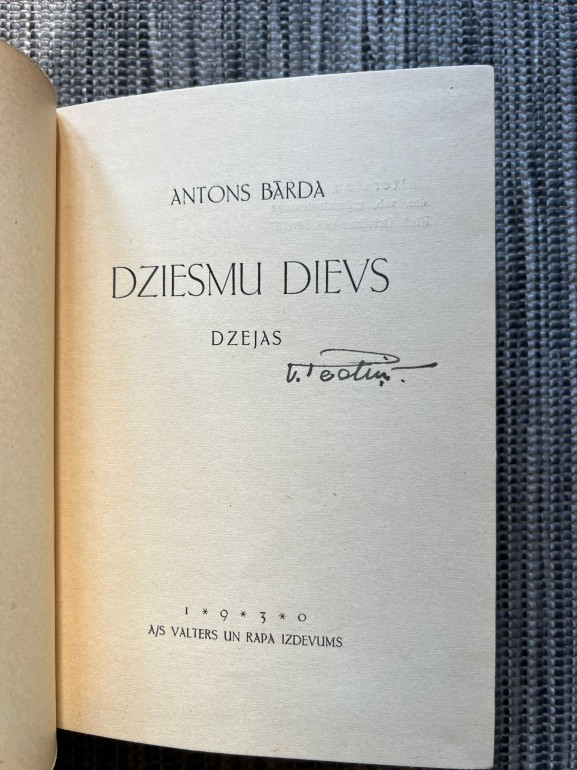 ANTONS BĀRDA
DZIESMU DIEVS
DZEJAS
1 * 9 * 3 * 0
A/S VALTERS UN RAPA IZDEVUMS